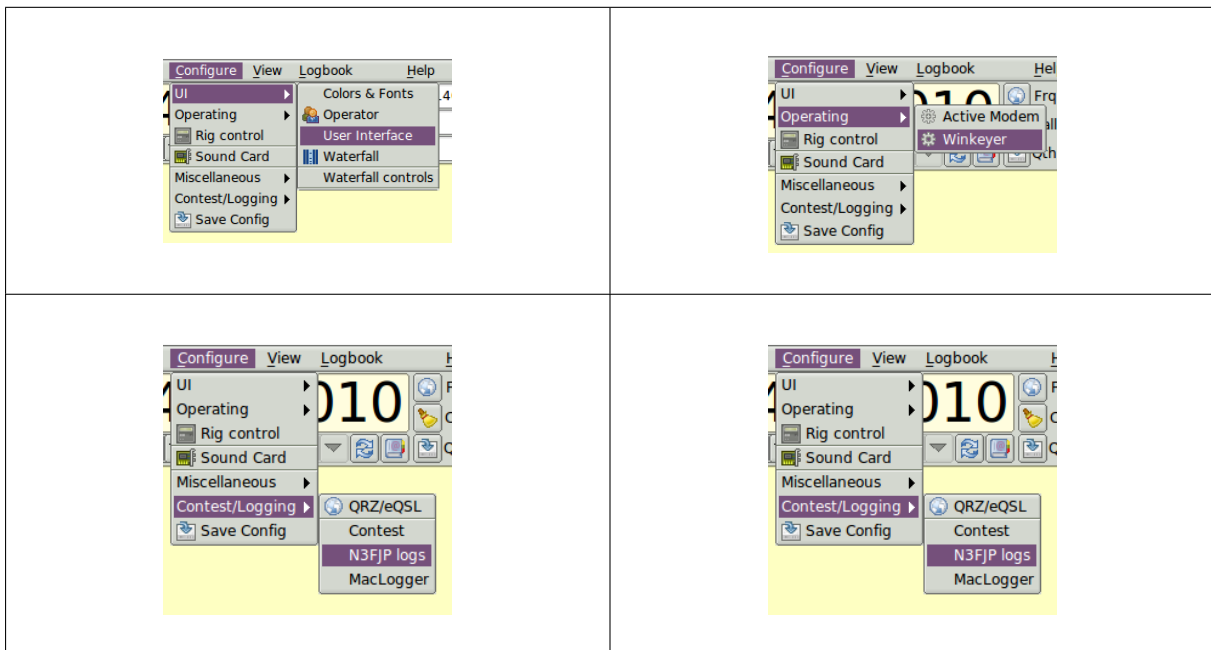 Configure View Logbook Help
UI Colors & Fonts
Operating Operator
Rig control User Interface
Sound Card Waterfall
Miscellaneous Waterfall controls
Contest/Logging
Save Config
Configure View Logbook
UI 010 Frq
Operating Active Modem
Rig control Winkeyer
Sound Card Qth
Miscellaneous
Contest/Logging
Save Config
Configure View Logbook
UI 010
Operating
Rig control
Sound Card
Miscellaneous
Contest/Logging QRZ/eQSL
Save Config Contest
N3FJP logs
MacLogger
Configure View Logbook
UI 010
Operating
Rig control
Sound Card
Miscellaneous
Contest/Logging QRZ/eQSL
Save Config Contest
N3FJP logs
MacLogger